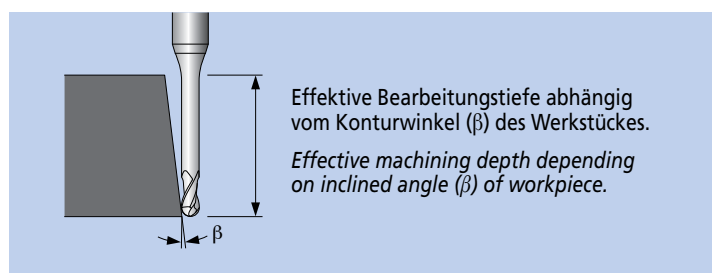 Effektive Bearbeitungstiefe abhängig
vom Konturwinkel (β) des Werkstückes.
Effective machining depth depending
on inclined angle (β) of workpiece.
β